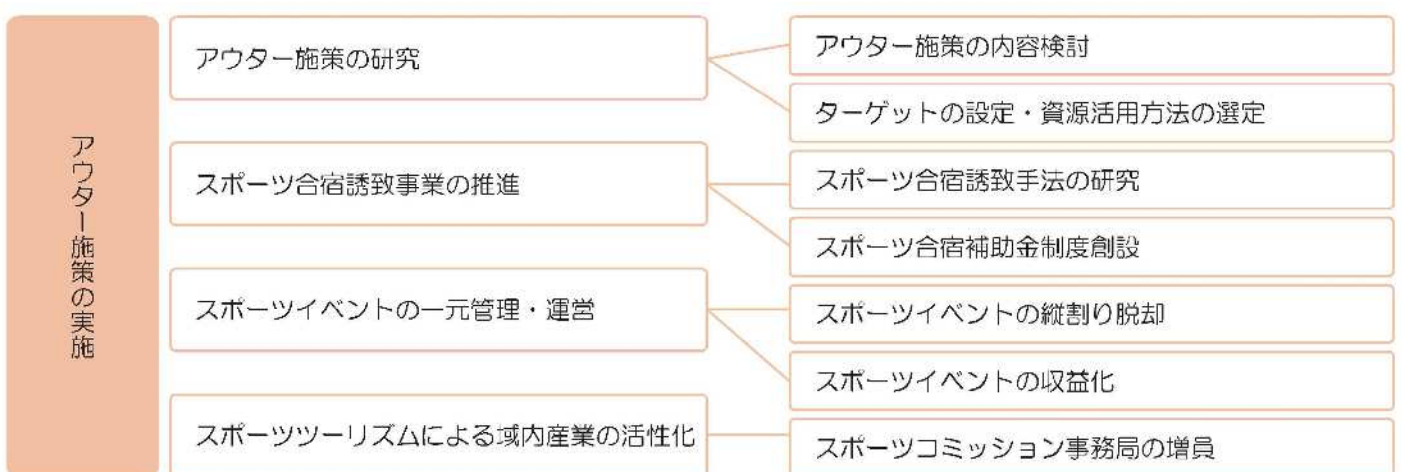 アウター施策の実施
アウター施策の研究
アウター施策の内容検討
ターゲットの設定・資源活用方法の選定
スポーツ合宿誘致事業の推進
スポーツ合宿誘致手法の研究
スポーツ合宿補助金制度創設
スポーツイベントの一元管理・運営
スポーツイベントの縦割り脱却
スポーツイベントの収益化
スポーツツーリズムによる域内産業の活性化
スポーツコミッション事務局の増員